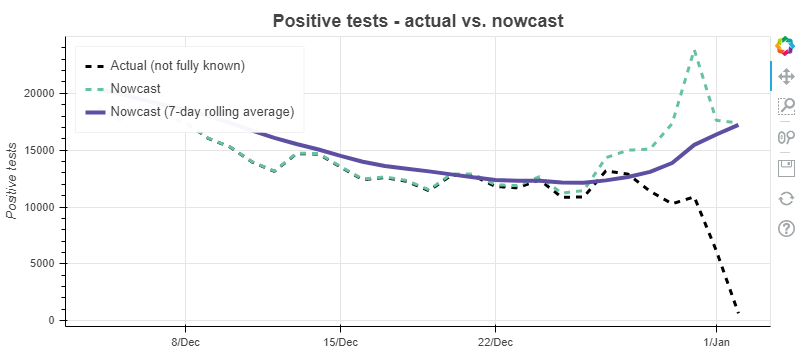 Positive tests - actual vs. nowcast
Actual (not fully known)
Nowcast
Nowcast (7-day rolling average)
Positive tests
20000
15000
10000
5000
0
8/Dec
15/Dec
22/Dec
1/Jan